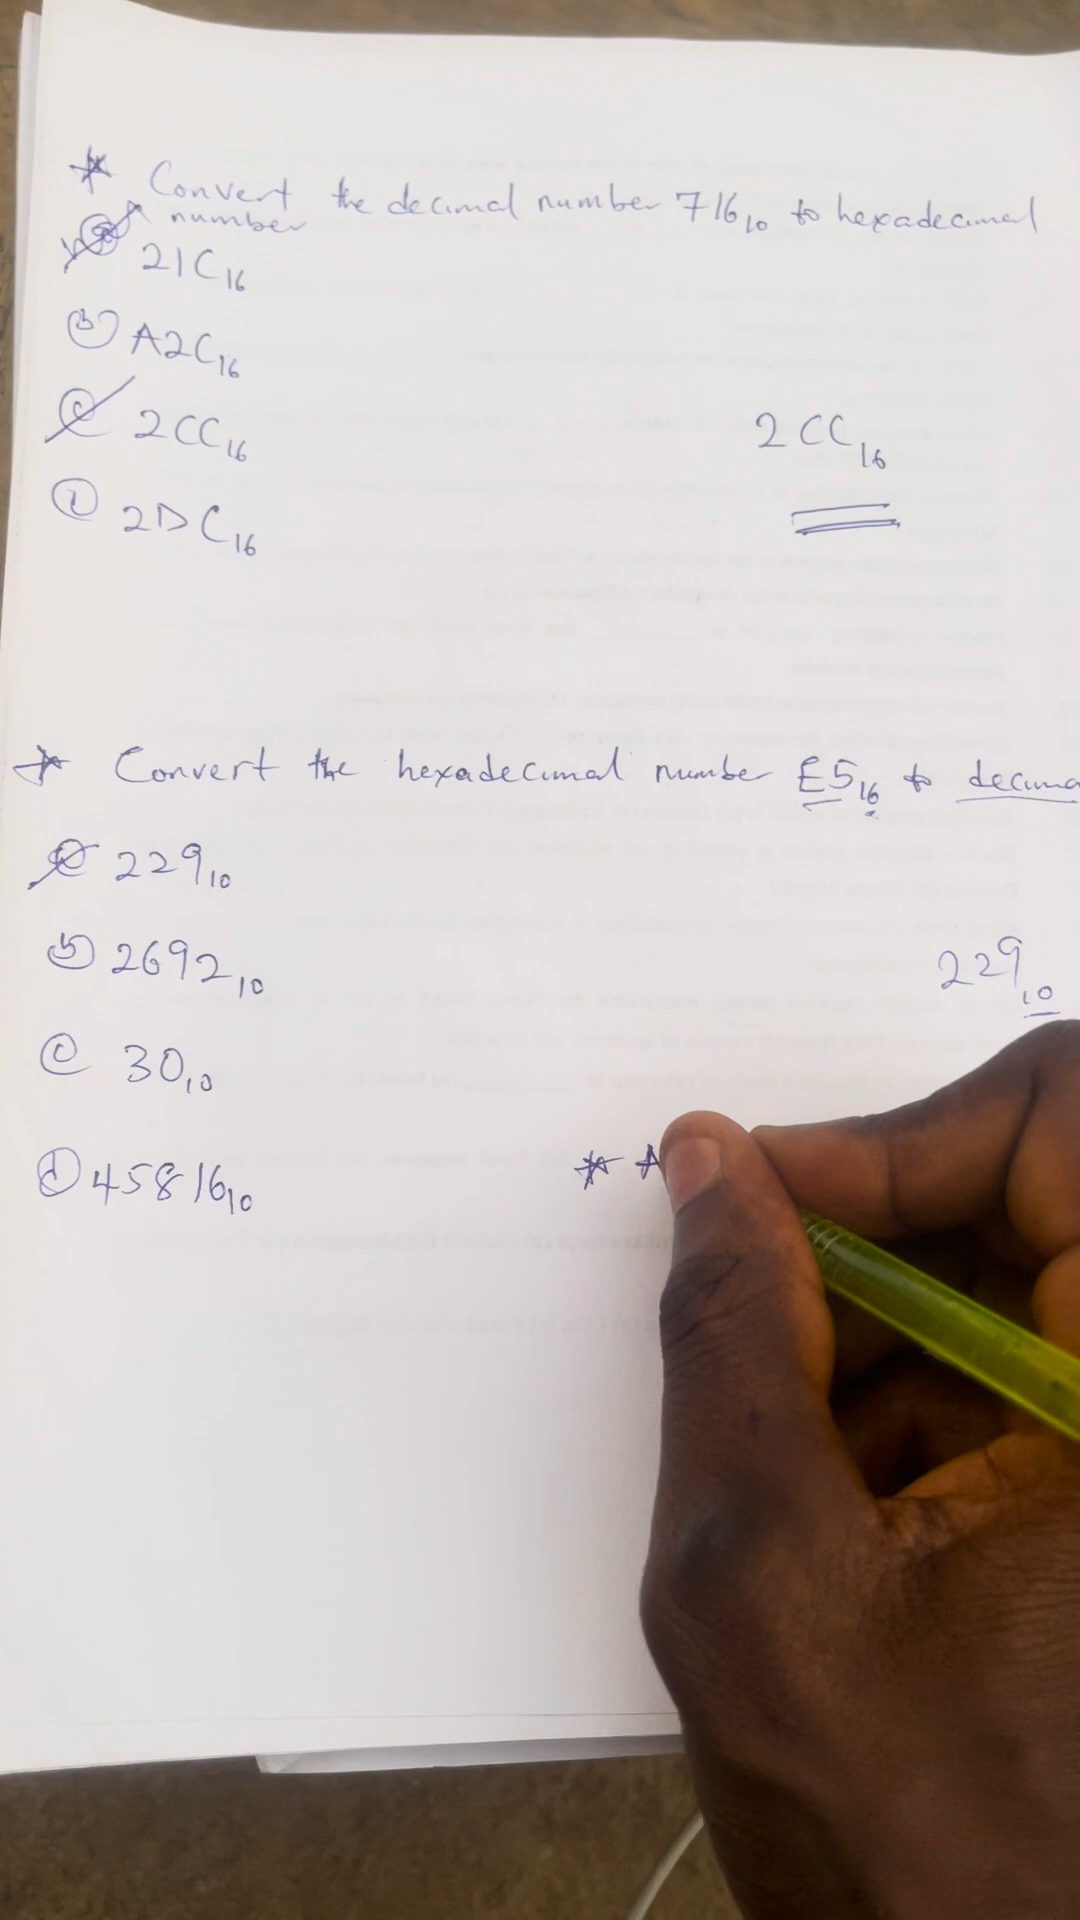 * Convert the decimal number 716₁₀ to hexadecimal
number
21C₁₆
(b) A2C₁₆
(c) 2CC₁₆
2CC₁₆
(d) 2DC₁₆
* Convert the hexadecimal number E5₁₆ to decima
229₁₀
(b) 2692₁₀
229₁₀
(c) 30₁₀
(d) 45816₁₀
* A